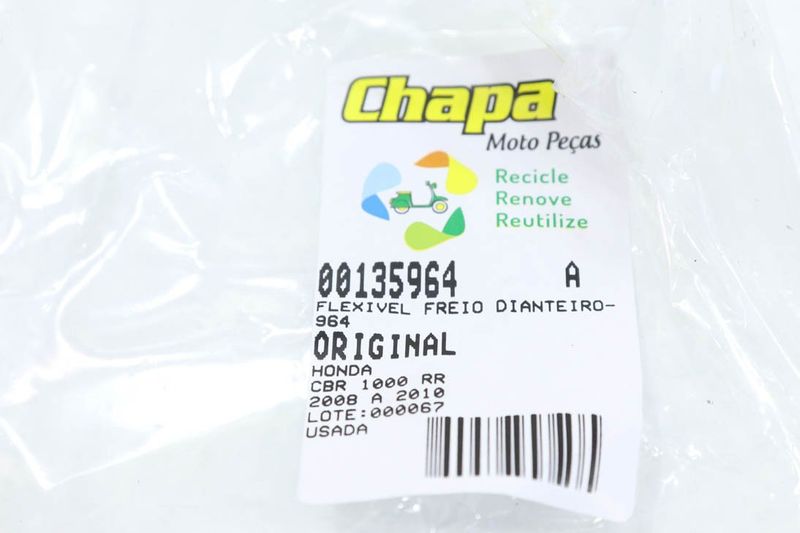 Chapa
Moto Peças
Recicle
Renove
Reutilize
00135964 A
FLEXIVEL FREIO DIANTEIRO-
964
ORIGINAL
HONDA
CBR 1000 RR
2008 A 2010
LOTE:000067
USADA